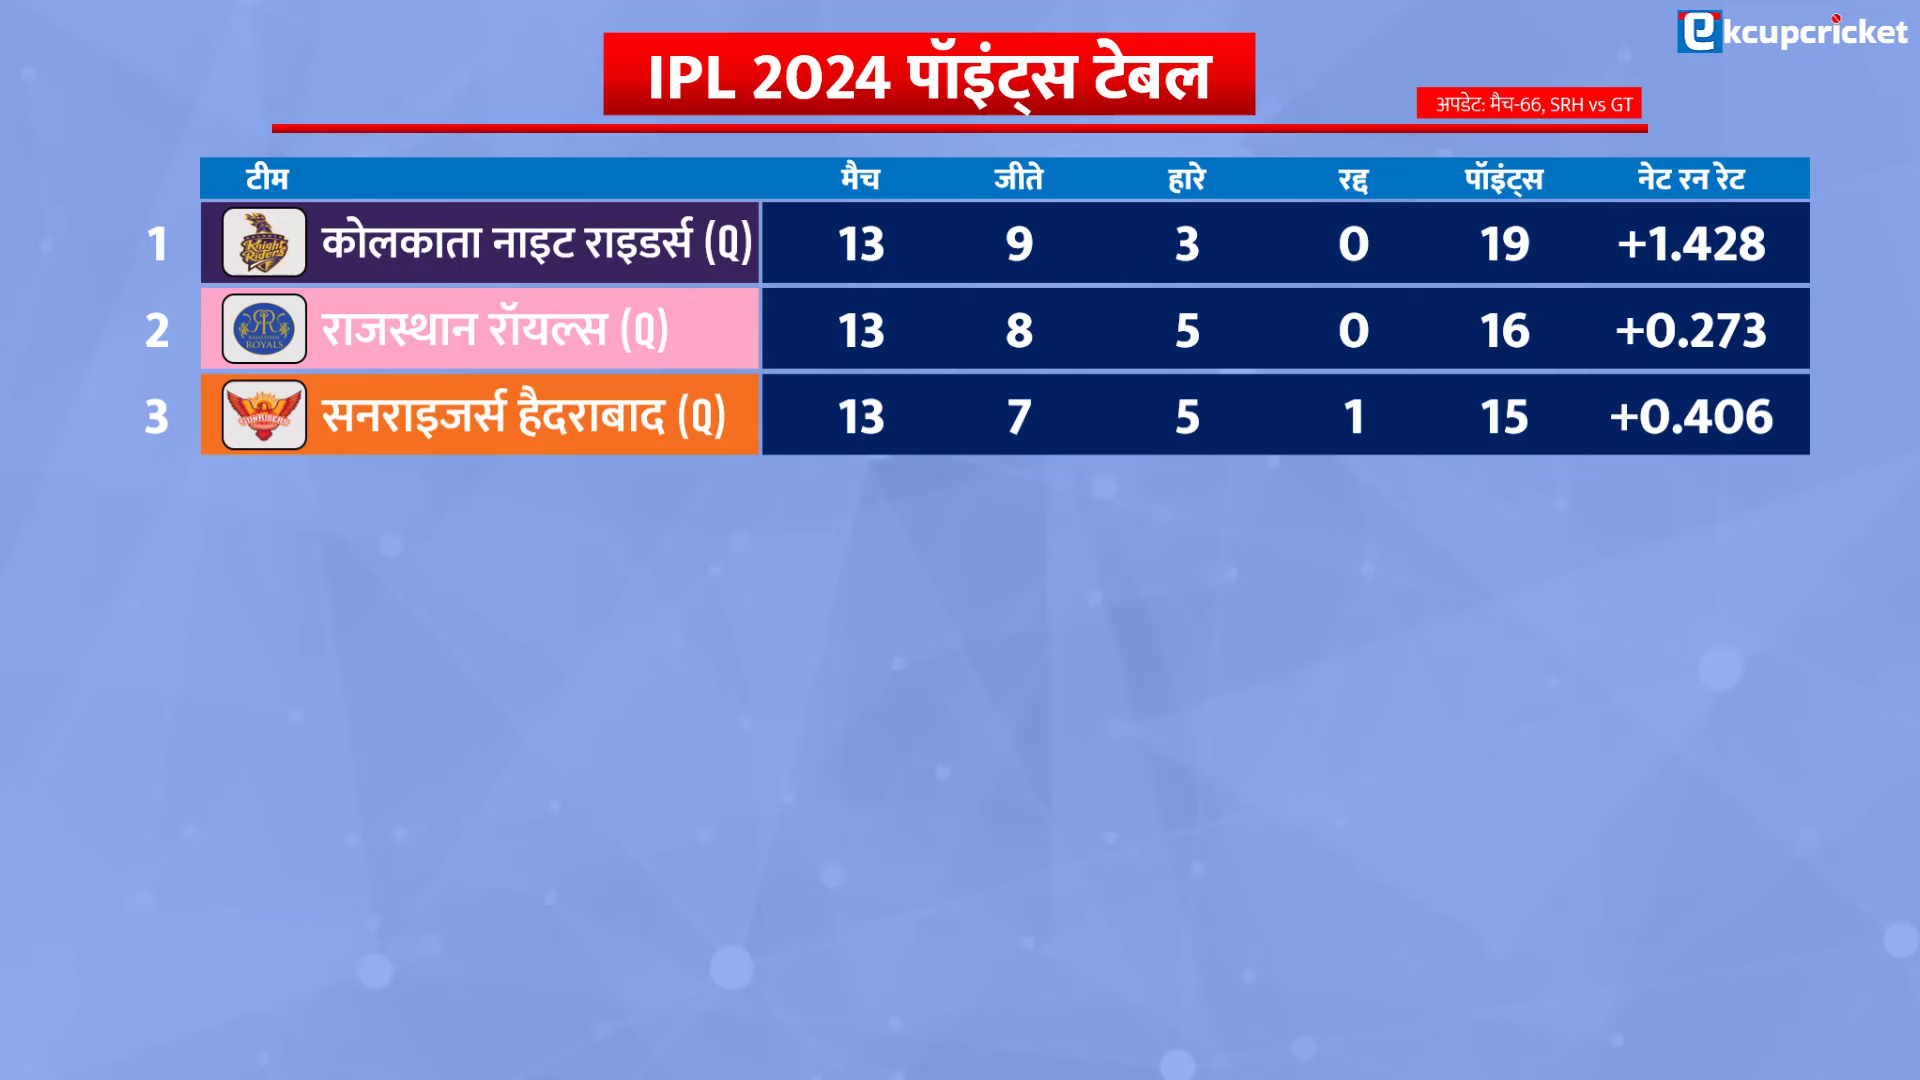 ekcupcricket
IPL 2024 पॉइंट्स टेबल
अपडेट: मैच-66, SRH vs GT
टीम मैच जीते हारे रद्द पॉइंट्स नेट रन रेट
1 कोलकाता नाइट राइडर्स (Q) 13 9 3 0 19 +1.428
2 राजस्थान रॉयल्स (Q) 13 8 5 0 16 +0.273
3 सनराइजर्स हैदराबाद (Q) 13 7 5 1 15 +0.406